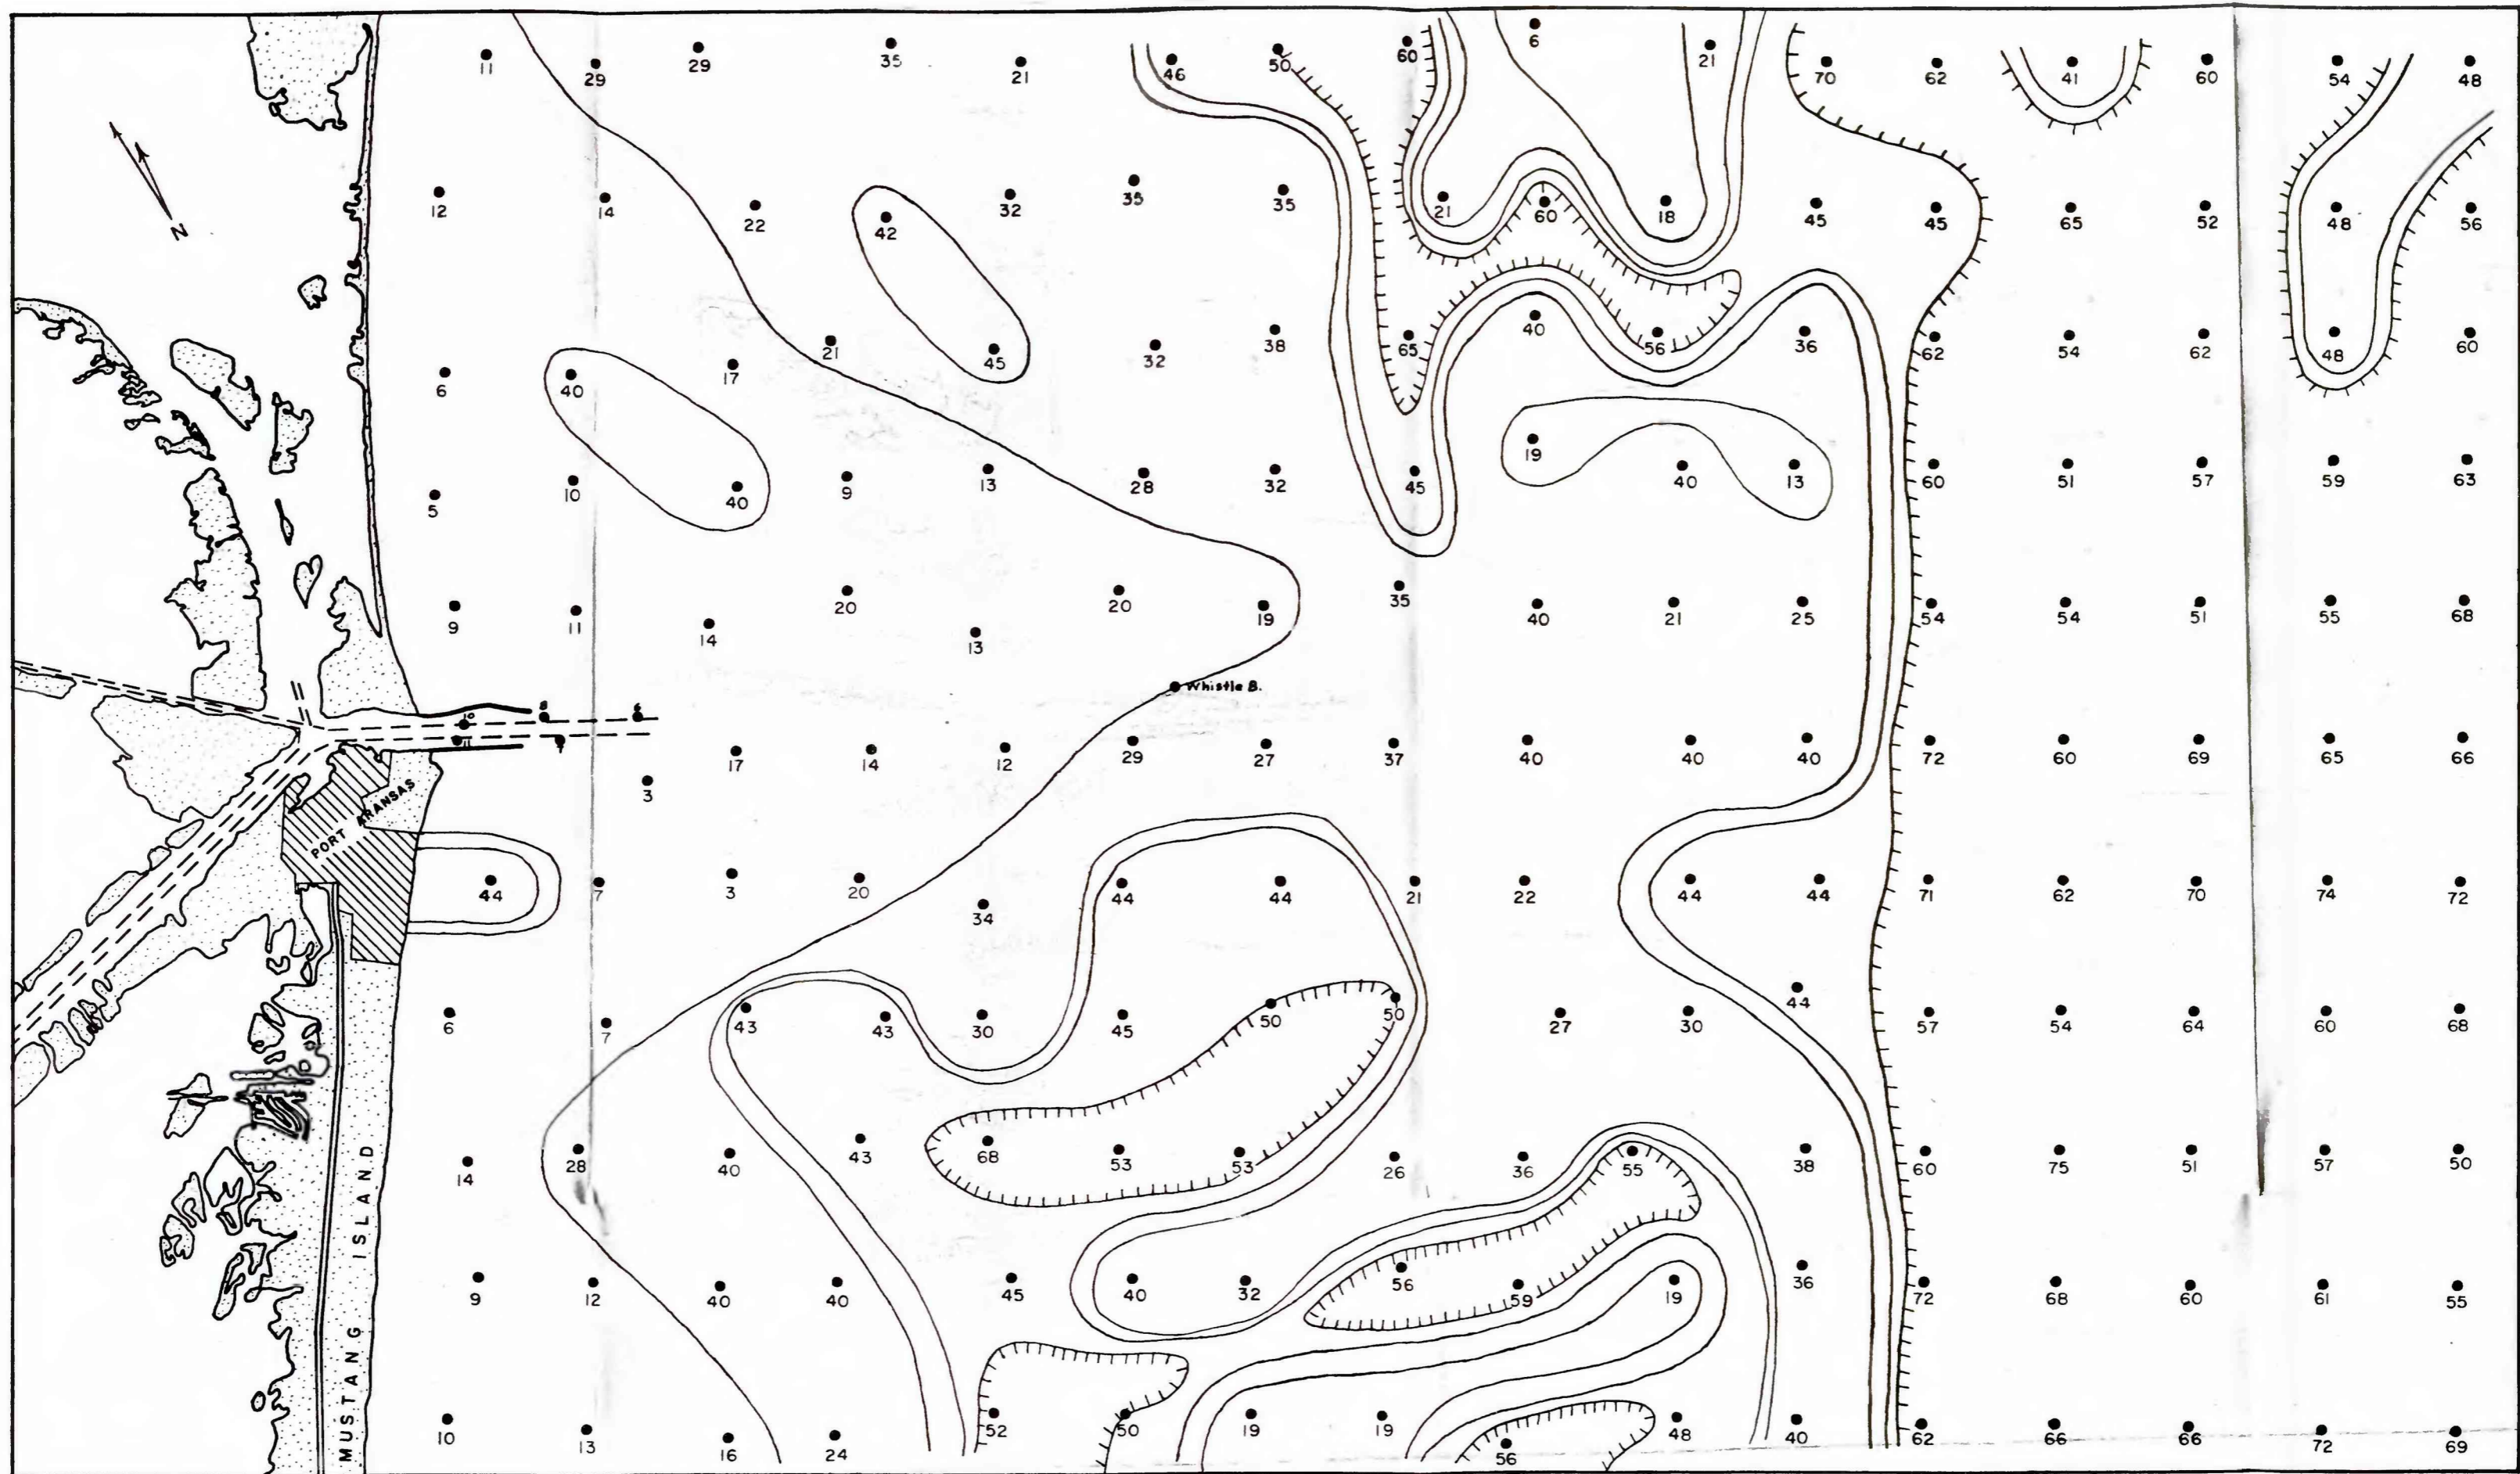 11 29 29 35 21 46 50 60 6 21 70 62 41 60 54 48
N
12 14 22 42 32 35 35 21 60 18 45 45 65 52 48 56
6 40 17 21 45 32 38 65 40 56 36 62 54 62 48 60
5 10 40 9 13 28 32 45 19 40 13 60 51 57 59 63
9 11 14 20 13 20 19 35 40 21 25 54 54 51 55 68
Whistle B.
10 8 6
11 7
3 17 14 12 29 27 37 40 40 40 72 60 69 65 66
PORT ARANSAS
44 7 3 20 34 44 44 21 22 44 44 71 62 70 74 72
6 7 43 43 30 45 50 50 27 30 44 57 54 64 60 68
14 28 40 43 68 53 53 26 36 55 38 60 75 51 57 50
9 12 40 40 45 40 32 56 59 19 36 72 68 60 61 55
10 13 16 24 52 50 19 19 56 48 40 62 66 66 72 69
MUSTANG ISLAND